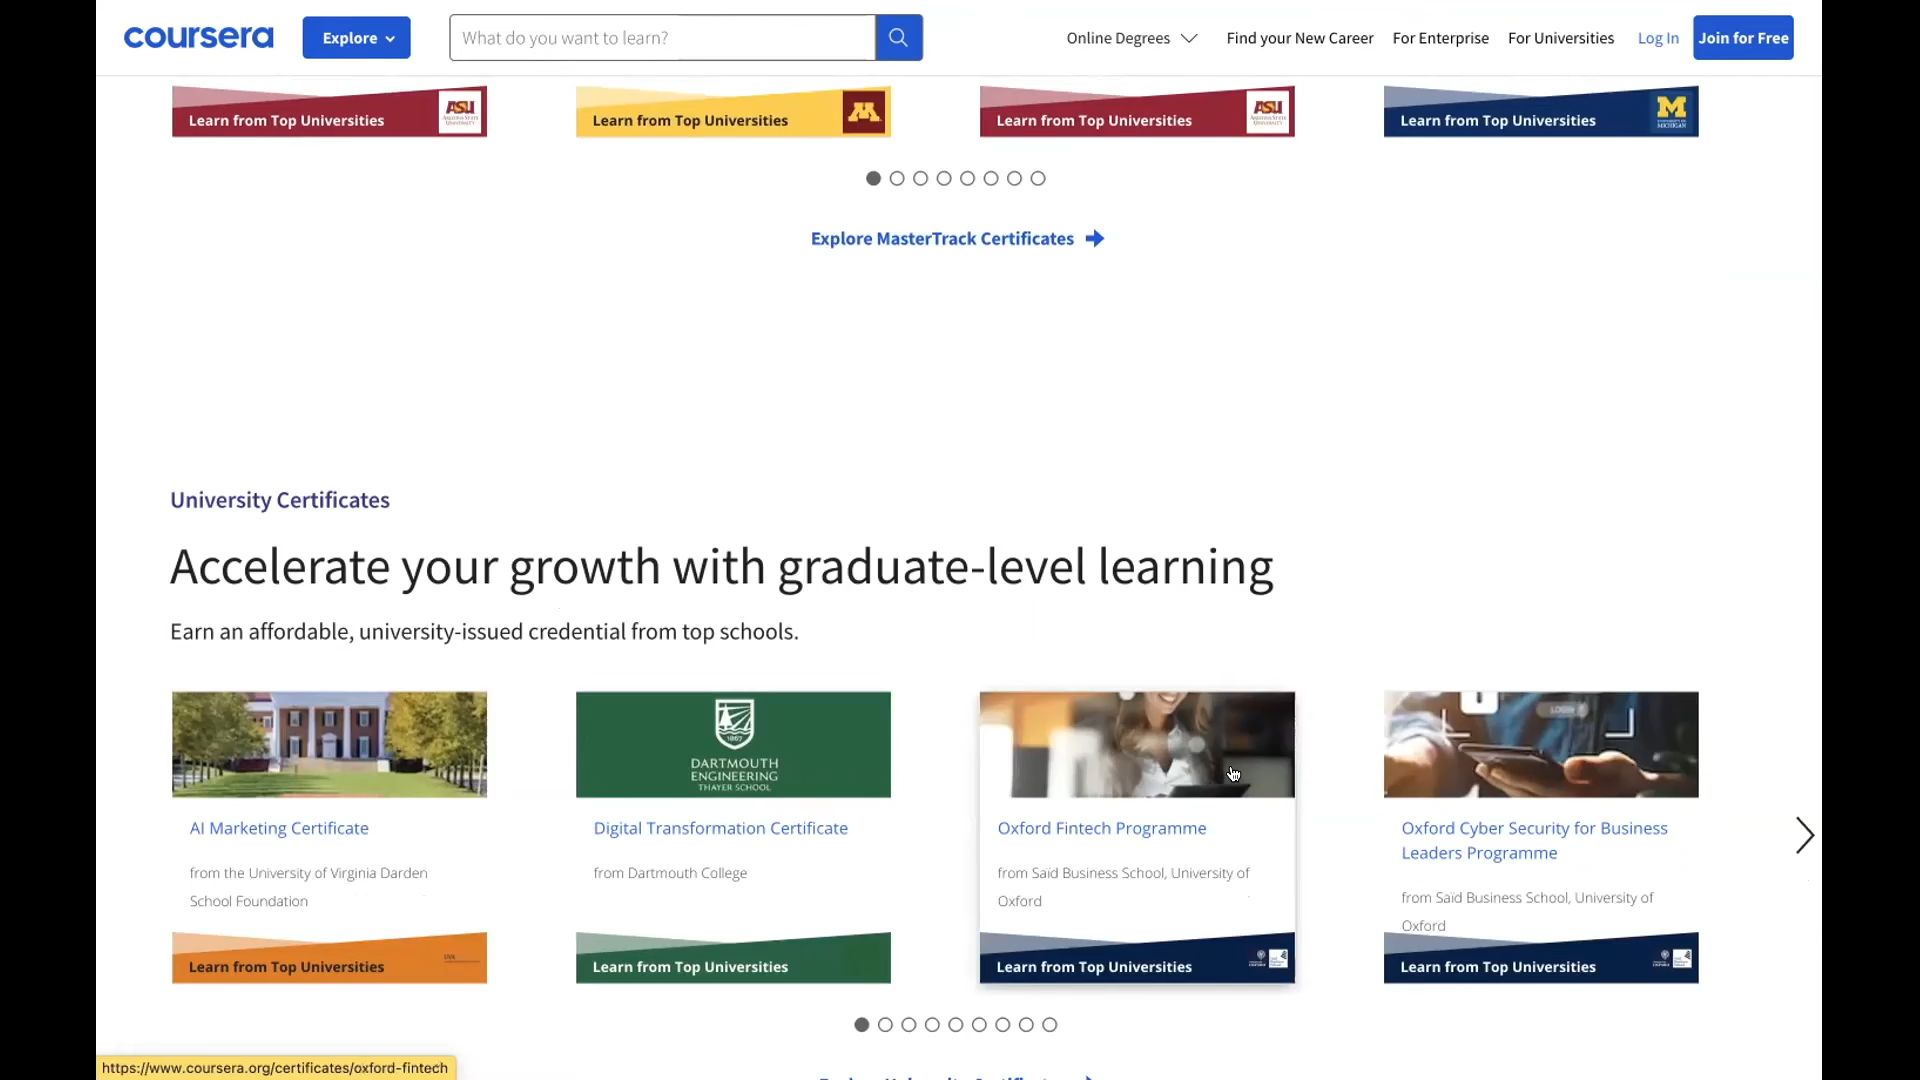 coursera
Explore
What do you want to learn?
Online Degrees
Find your New Career
For Enterprise
For Universities
Log In
Join for Free
Learn from Top Universities
ASU
Learn from Top Universities
M
Learn from Top Universities
ASU
Learn from Top Universities
M
Explore MasterTrack Certificates
University Certificates
Accelerate your growth with graduate-level learning
Earn an affordable, university-issued credential from top schools.
AI Marketing Certificate
from the University of Virginia Darden
School Foundation
Learn from Top Universities
1867
DARTMOUTH
ENGINEERING
THAYER SCHOOL
Digital Transformation Certificate
from Dartmouth College
Learn from Top Universities
Oxford Fintech Programme
from Saïd Business School, University of
Oxford
Learn from Top Universities
LOGIN
Oxford Cyber Security for Business
Leaders Programme
from Saïd Business School, University of
Oxford
Learn from Top Universities
https://www.coursera.org/certificates/oxford-fintech